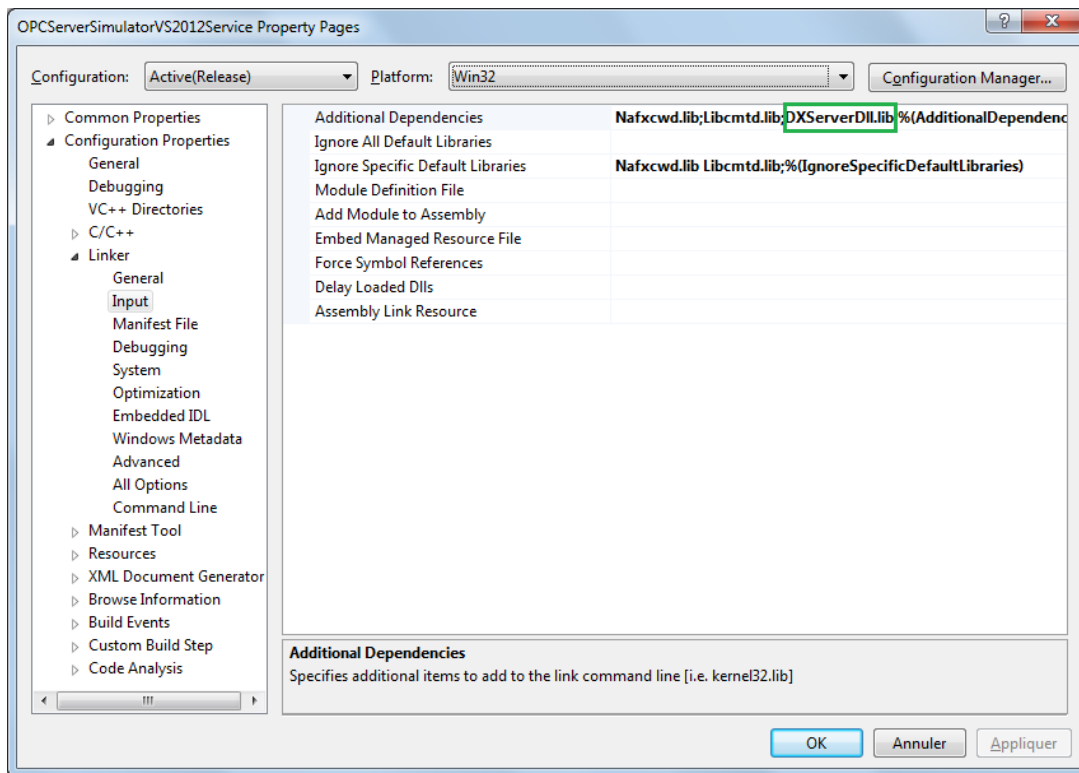 OPCServerSimulatorVS2012Service Property Pages
Configuration: Active(Release) Platform: Win32 Configuration Manager...
Common Properties
Configuration Properties
General
Debugging
VC++ Directories
C/C++
Linker
General
Input
Manifest File
Debugging
System
Optimization
Embedded IDL
Windows Metadata
Advanced
All Options
Command Line
Manifest Tool
Resources
XML Document Generator
Browse Information
Build Events
Custom Build Step
Code Analysis
Additional Dependencies Nafxcwd.lib;Libcmtd.lib;DXServerDll.lib;%(AdditionalDependenc
Ignore All Default Libraries
Ignore Specific Default Libraries Nafxcwd.lib Libcmtd.lib;%(IgnoreSpecificDefaultLibraries)
Module Definition File
Add Module to Assembly
Embed Managed Resource File
Force Symbol References
Delay Loaded Dlls
Assembly Link Resource
Additional Dependencies
Specifies additional items to add to the link command line [i.e. kernel32.lib]
OK Annuler Appliquer